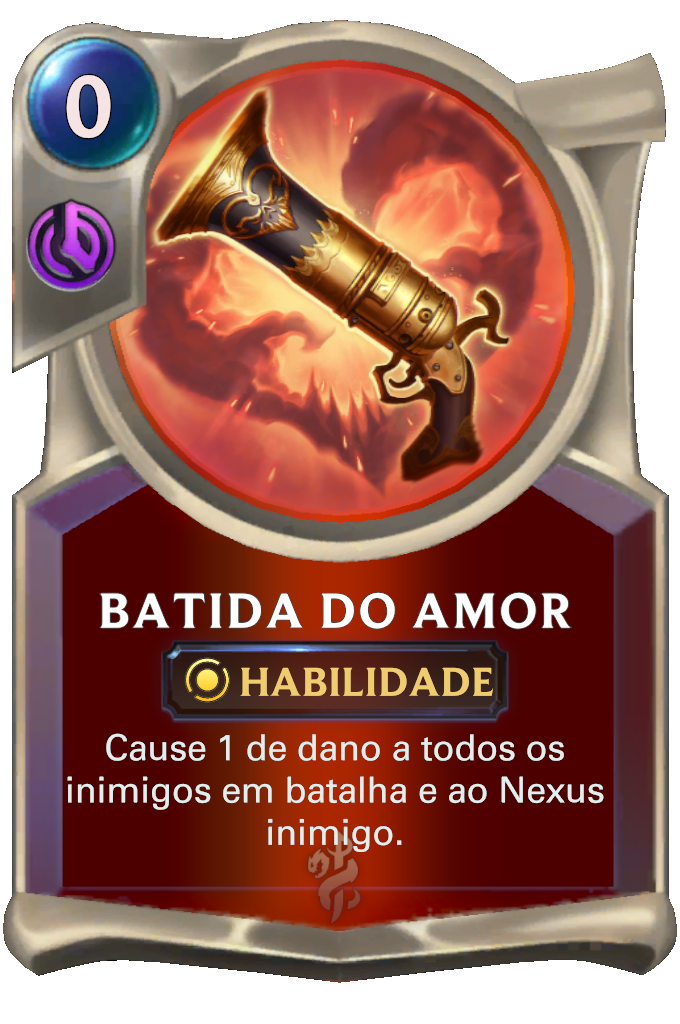 0
BATIDA DO AMOR
HABILIDADE
Cause 1 de dano a todos os
inimigos em batalha e ao Nexus
inimigo.